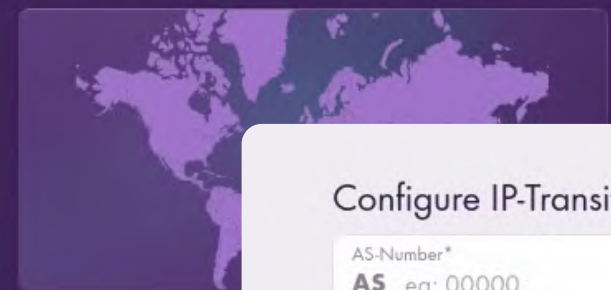 Configure IP-Transi
AS-Number*
AS eg: 00000